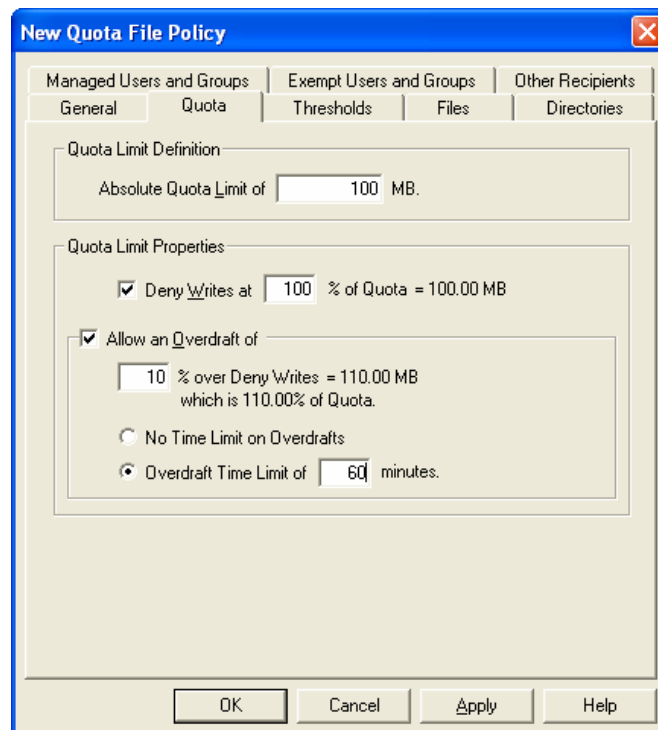 New Quota File Policy
Managed Users and Groups Exempt Users and Groups Other Recipients
General Quota Thresholds Files Directories
Quota Limit Definition
Absolute Quota Limit of 100 MB.
Quota Limit Properties
Deny Writes at 100 % of Quota = 100.00 MB
Allow an Overdraft of
10 % over Deny Writes = 110.00 MB
which is 110.00% of Quota.
No Time Limit on Overdrafts
Overdraft Time Limit of 60 minutes.
OK Cancel Apply Help